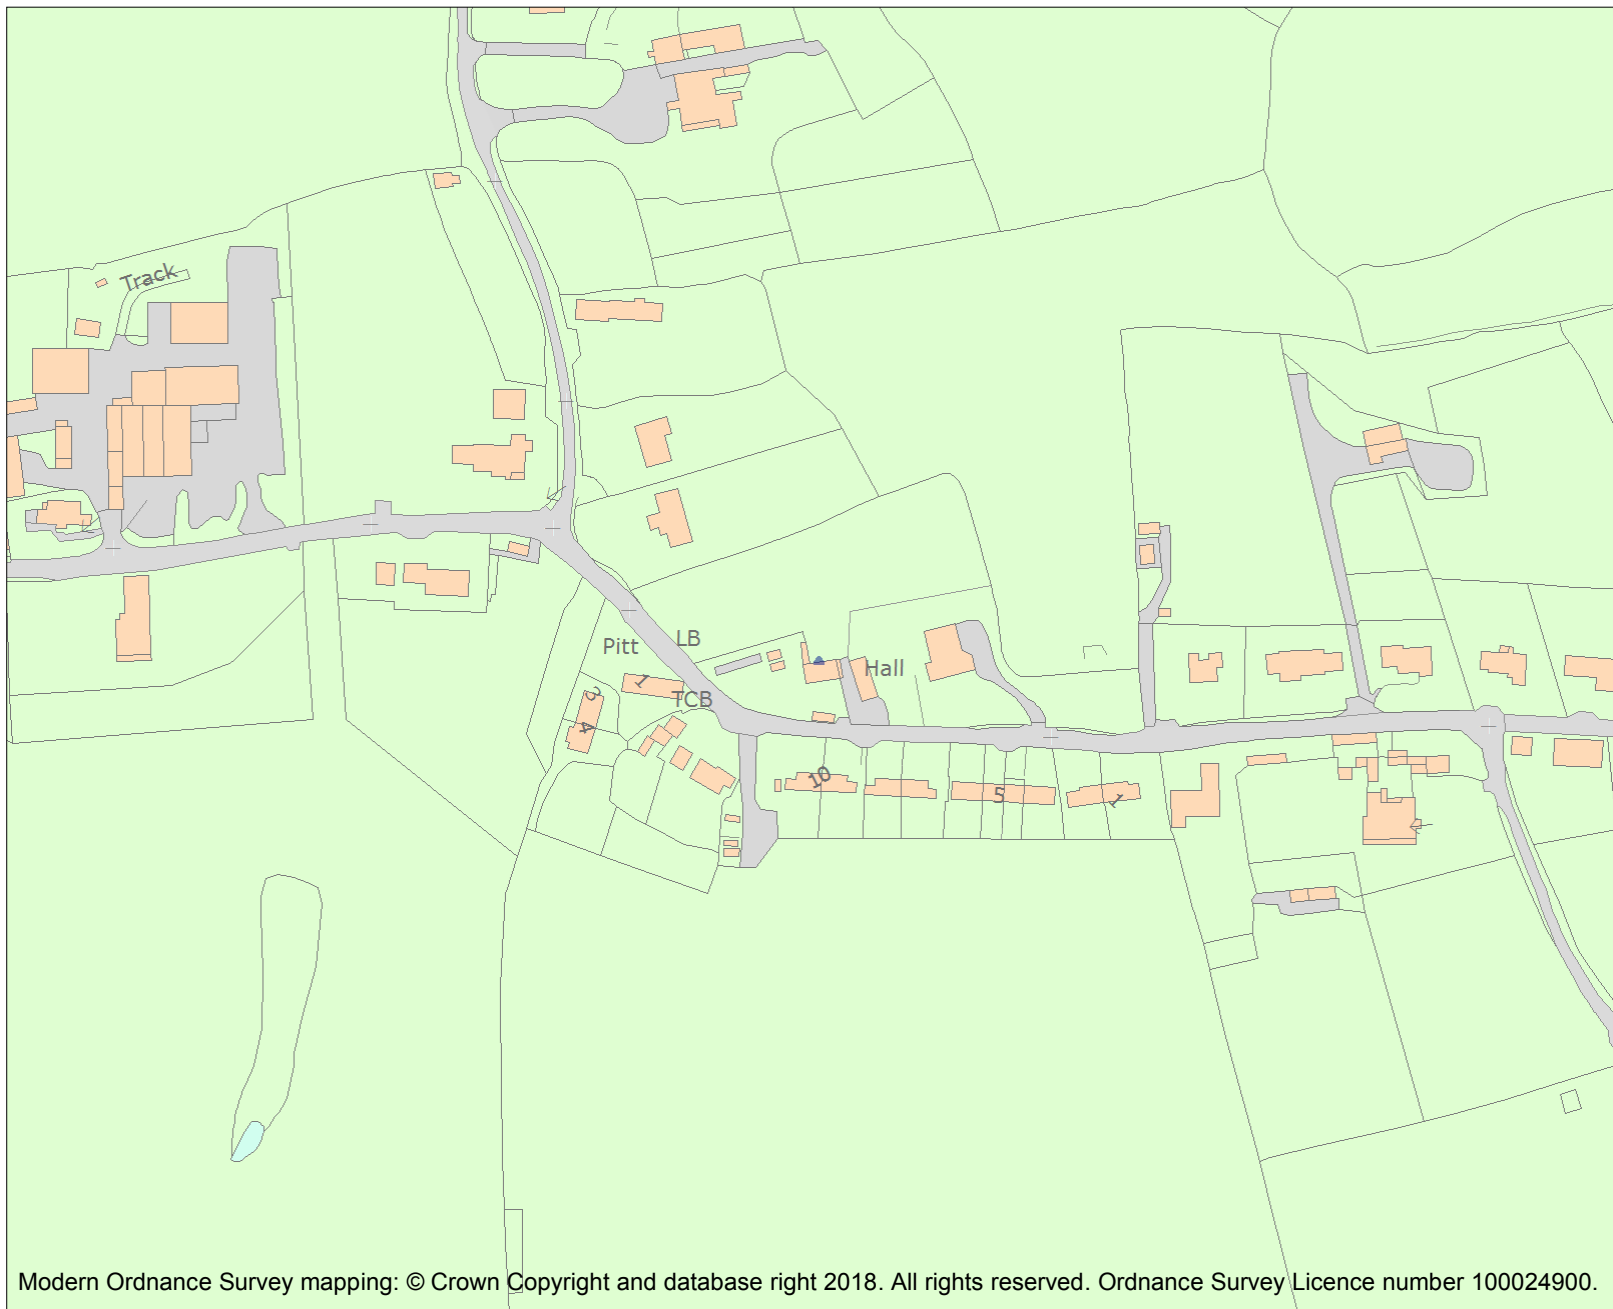 Track
LB
Pitt
Hall
1
3
TCB
4
10
5
1
Modern Ordnance Survey mapping: © Crown Copyright and database right 2018. All rights reserved. Ordnance Survey Licence number 100024900.